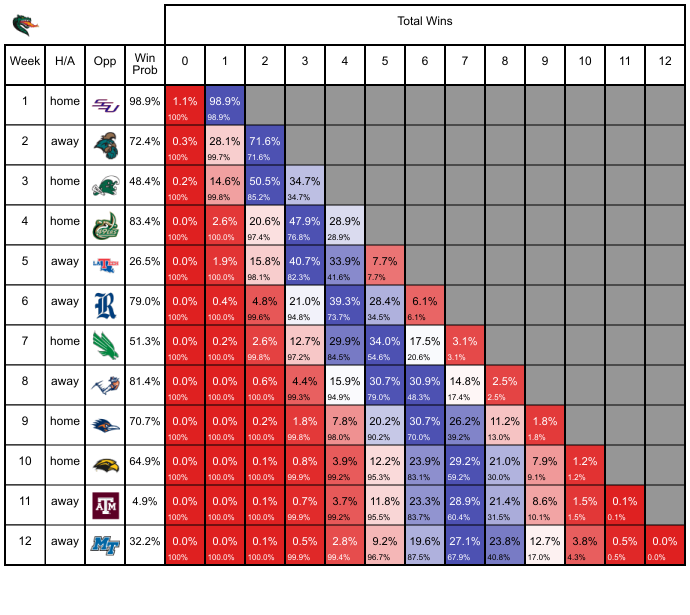 Total Wins
Week H/A Opp Win Prob 0 1 2 3 4 5 6 7 8 9 10 11 12
1 home 98.9% 1.1% 98.9%
100% 98.9%
2 away 72.4% 0.3% 28.1% 71.6%
100% 99.7% 71.6%
3 home 48.4% 0.2% 14.6% 50.5% 34.7%
100% 99.8% 85.2% 34.7%
4 home 83.4% 0.0% 2.6% 20.6% 47.9% 28.9%
100% 100.0% 97.4% 76.8% 28.9%
5 away 26.5% 0.0% 1.9% 15.8% 40.7% 33.9% 7.7%
100% 100.0% 98.1% 82.3% 41.6% 7.7%
6 away 79.0% 0.0% 0.4% 4.8% 21.0% 39.3% 28.4% 6.1%
100% 100.0% 99.6% 94.8% 73.7% 34.5% 6.1%
7 home 51.3% 0.0% 0.2% 2.6% 12.7% 29.9% 34.0% 17.5% 3.1%
100% 100.0% 99.8% 97.2% 84.5% 54.6% 20.6% 3.1%
8 away 81.4% 0.0% 0.0% 0.6% 4.4% 15.9% 30.7% 30.9% 14.8% 2.5%
100% 100.0% 100.0% 99.3% 94.9% 79.0% 48.3% 17.4% 2.5%
9 home 70.7% 0.0% 0.0% 0.2% 1.8% 7.8% 20.2% 30.7% 26.2% 11.2% 1.8%
100% 100.0% 100.0% 99.8% 98.0% 90.2% 70.0% 39.2% 13.0% 1.8%
10 home 64.9% 0.0% 0.0% 0.1% 0.8% 3.9% 12.2% 23.9% 29.2% 21.0% 7.9% 1.2%
100% 100.0% 100.0% 99.9% 99.2% 95.3% 83.1% 59.2% 30.0% 9.1% 1.2%
11 away ATM 4.9% 0.0% 0.0% 0.1% 0.7% 3.7% 11.8% 23.3% 28.9% 21.4% 8.6% 1.5% 0.1%
100% 100.0% 100.0% 99.9% 99.2% 95.5% 83.7% 60.4% 31.5% 10.1% 1.5% 0.1%
12 away MT 32.2% 0.0% 0.0% 0.1% 0.5% 2.8% 9.2% 19.6% 27.1% 23.8% 12.7% 3.8% 0.5% 0.0%
100% 100.0% 100.0% 99.9% 99.4% 96.7% 87.5% 67.9% 40.8% 17.0% 4.3% 0.5% 0.0%